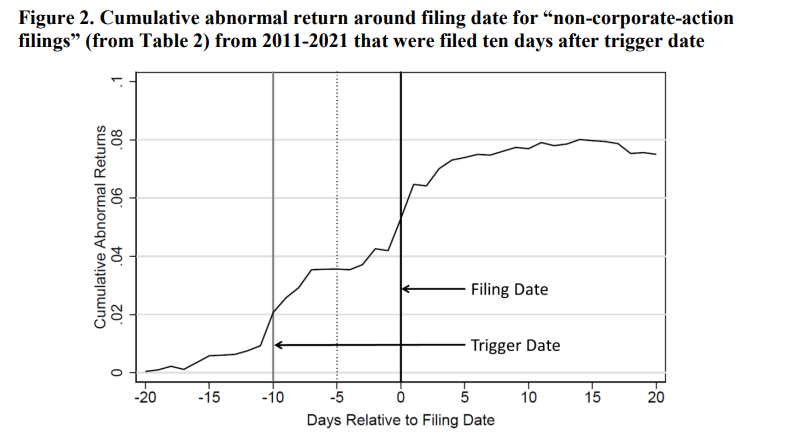 Figure 2. Cumulative abnormal return around filing date for “non-corporate-action
filings” (from Table 2) from 2011-2021 that were filed ten days after trigger date
Cumulative Abnormal Returns
.1
.08
.06
.04
.02
0
Filing Date
Trigger Date
-20 -15 -10 -5 0 5 10 15 20
Days Relative to Filing Date